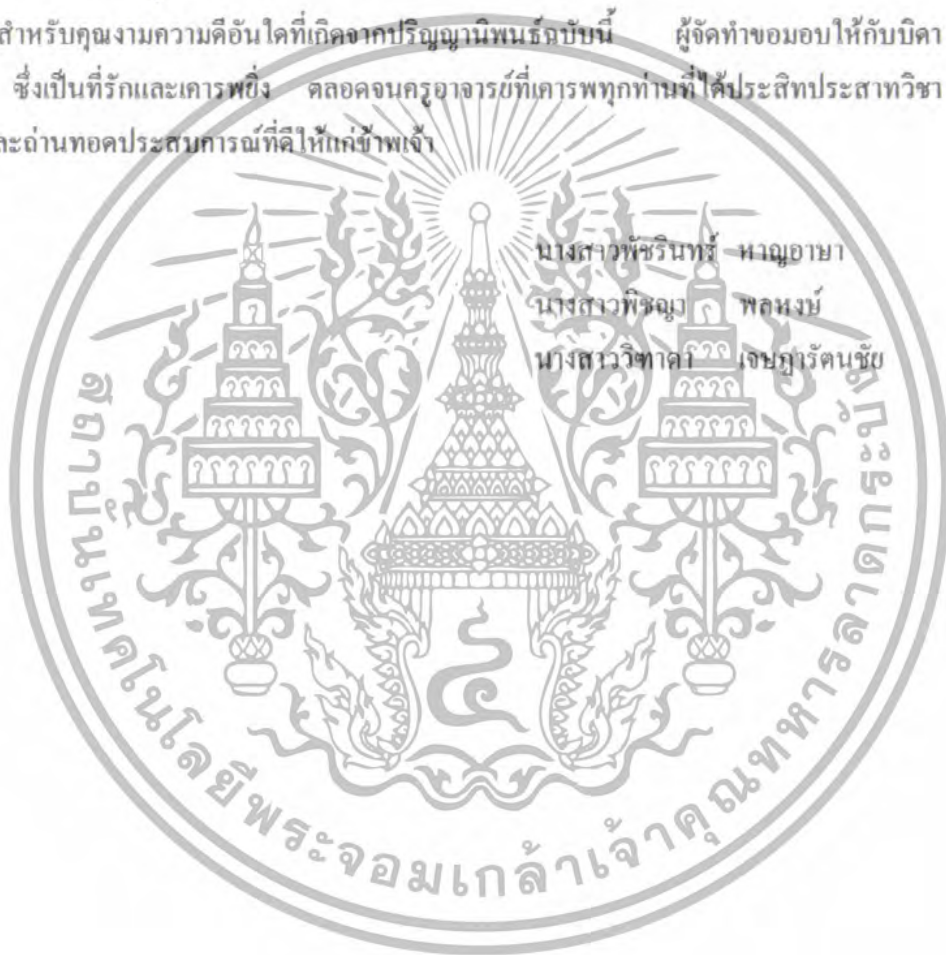 สำหรับคุณงามความดีอันใดที่เกิดจากปริญญานิพนธ์ฉบับนี้ ผู้จัดทำขอมอบให้กับบิดา
ซึ่งเป็นที่รักและเคารพยิ่ง ตลอดจนครูอาจารย์ที่เคารพทุกท่านที่ได้ประสิทธิประสาทวิชา
ละถ่ายทอดประสบการณ์ที่ดีให้แก่ข้าพเจ้า
นางสาวพัชรินทร์ หาญอาษา
นางสาวพิชญา พลหงษ์
นางสาววิฑาดา เจษฎารัตนชัย
สถาบันเทคโนโลยีพระจอมเกล้าเจ้าคุณทหารลาดกระบัง
๔